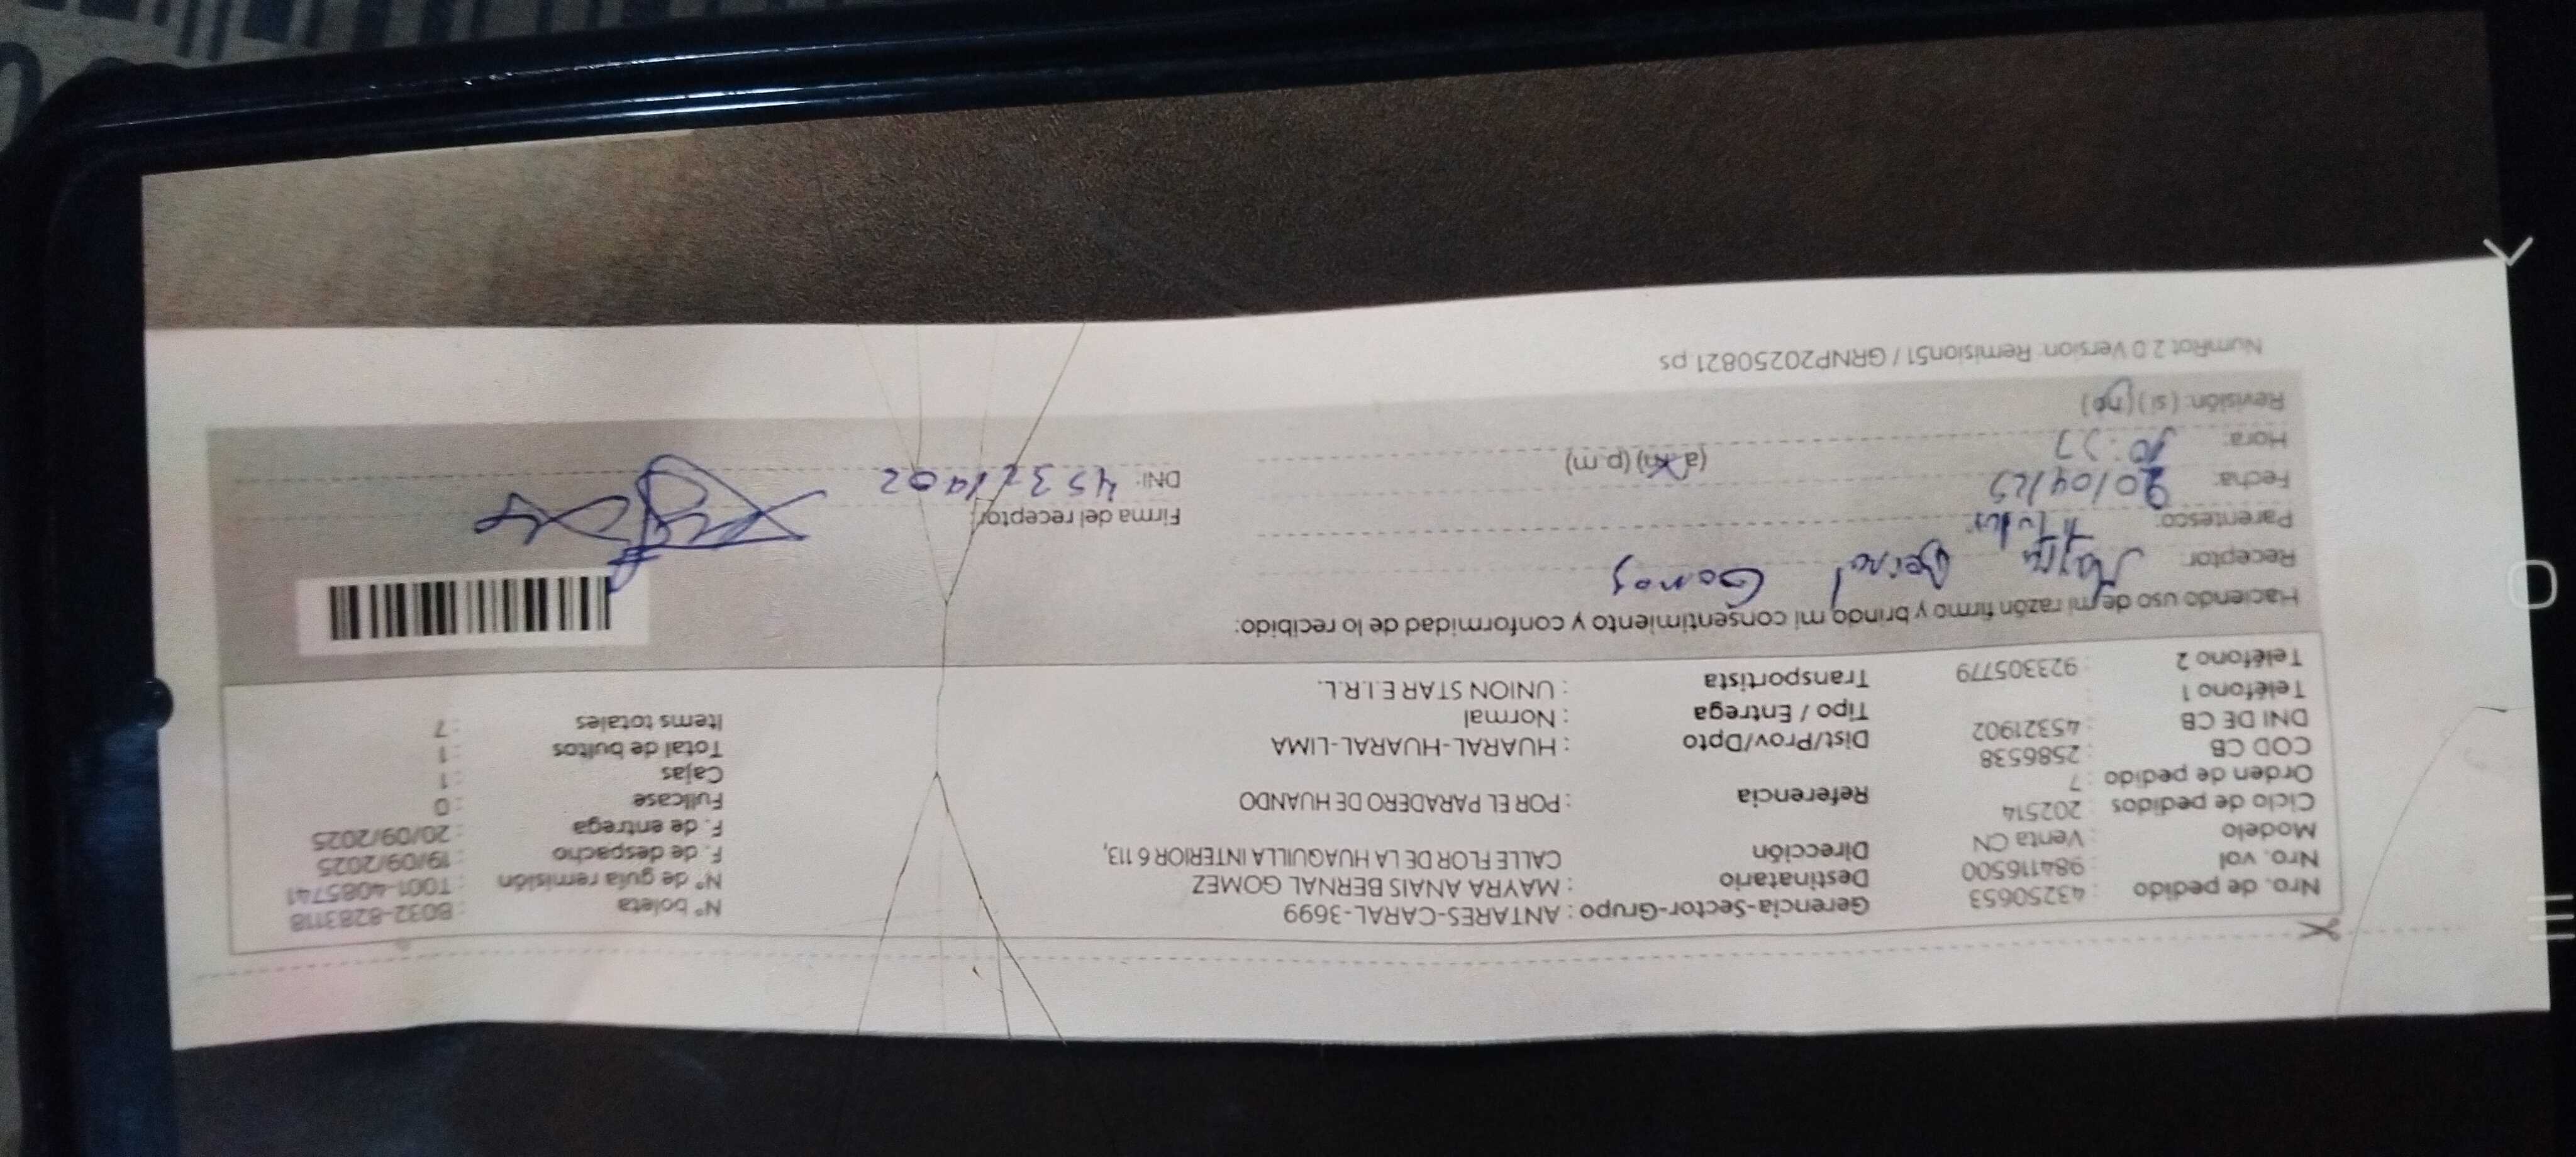 Nro. de pedido : 43250653 Gerencia-Sector-Grupo : ANTARES-CARAL-3699 N° boleta : B032-8283118
Nro. vol : 984116500 Destinatario : MAYRA ANAIS BERNAL GOMEZ N° de guía remisión : T001-4085741
Modelo : Venta CN Dirección CALLE FLOR DE LA HUAQUILLA INTERIOR 6 113, F. de despacho : 19/09/2025
Ciclo de pedidos : 202514 F. de entrega : 20/09/2025
Orden de pedido : 7 Referencia : POR EL PARADERO DE HUANDO Fullcase : 0
COD CB : 2586538 Cajas : 1
DNI DE CB : 45321902 Dist/Prov/Dpto : HUARAL-HUARAL-LIMA Total de bultos : 1
Teléfono 1 : Tipo / Entrega : Normal Items totales : 7
Teléfono 2 : 923305779 Transportista : UNION STAR E.I.R.L.
Haciendo uso de mi razón firmo y brindo mi consentimiento y conformidad de lo recibido:
Receptor: Mayra Bernal Gomez
Parentesco: Titular Firma del receptor:
Fecha: 20/09/25 DNI: 45321902
Hora: (a.m) (p.m)
Revisión: (si) (no)
NumRot 2.0 Version: Remision51 / GRNP20250821 ps